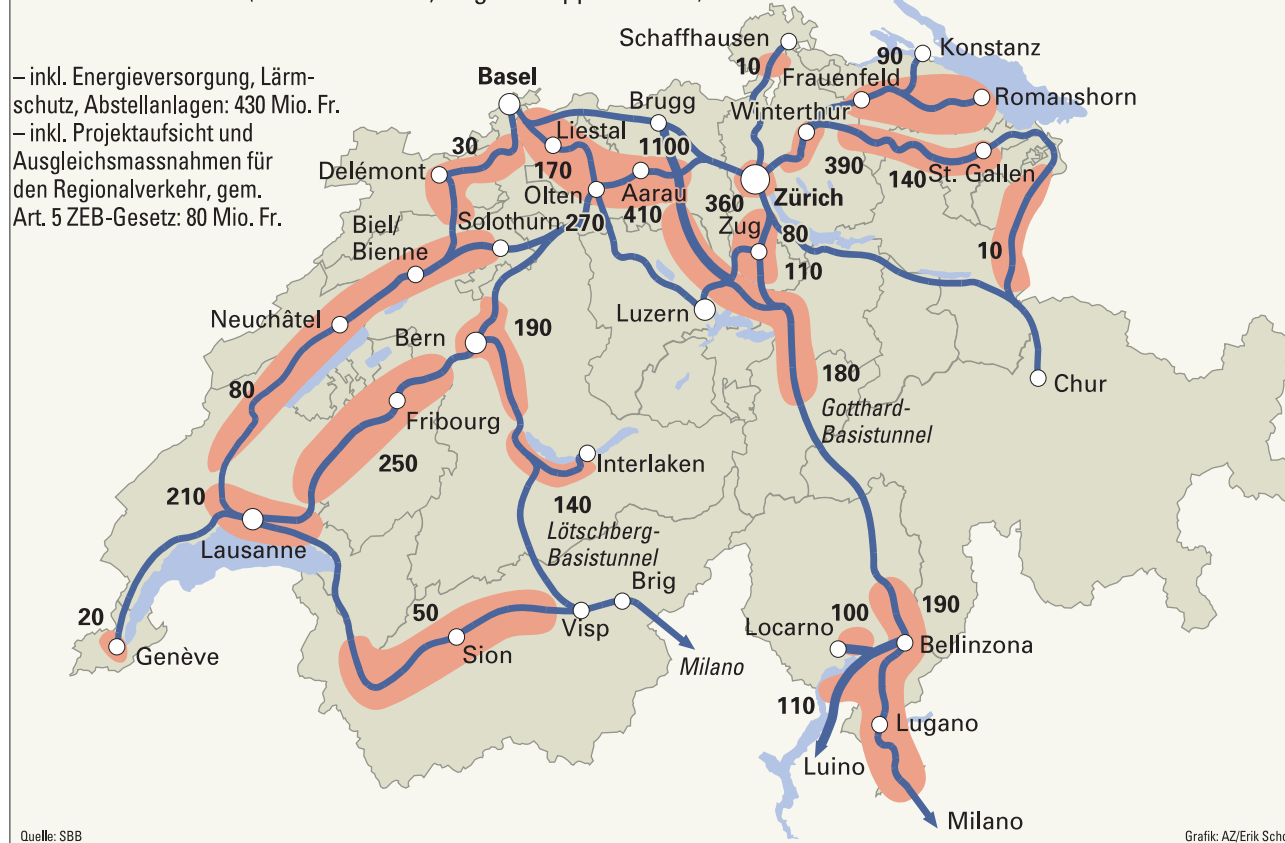 – inkl. Energieversorgung, Lärm-
schutz, Abstellanlagen: 430 Mio. Fr.
– inkl. Projektaufsicht und
Ausgleichsmassnahmen für
den Regionalverkehr, gem.
Art. 5 ZEB-Gesetz: 80 Mio. Fr.
Schaffhausen
10
90
Konstanz
Frauenfeld
Romanshorn
Basel
Brugg
Winterthur
30
Liestal
1100
390
Delémont
170
Aarau
140
St. Gallen
Olten
410
360
Zürich
Biel/
Bienne
Solothurn
270
Zug
80
110
10
Neuchâtel
Bern
190
Luzern
80
180
Chur
Gotthard-
Basistunnel
Fribourg
250
Interlaken
210
140
Lausanne
Lötschberg-
Basistunnel
Brig
20
50
Visp
100
190
Genève
Sion
Milano
Locarno
Bellinzona
110
Lugano
Luino
Milano
Quelle: SBB
Grafik: AZ/Erik